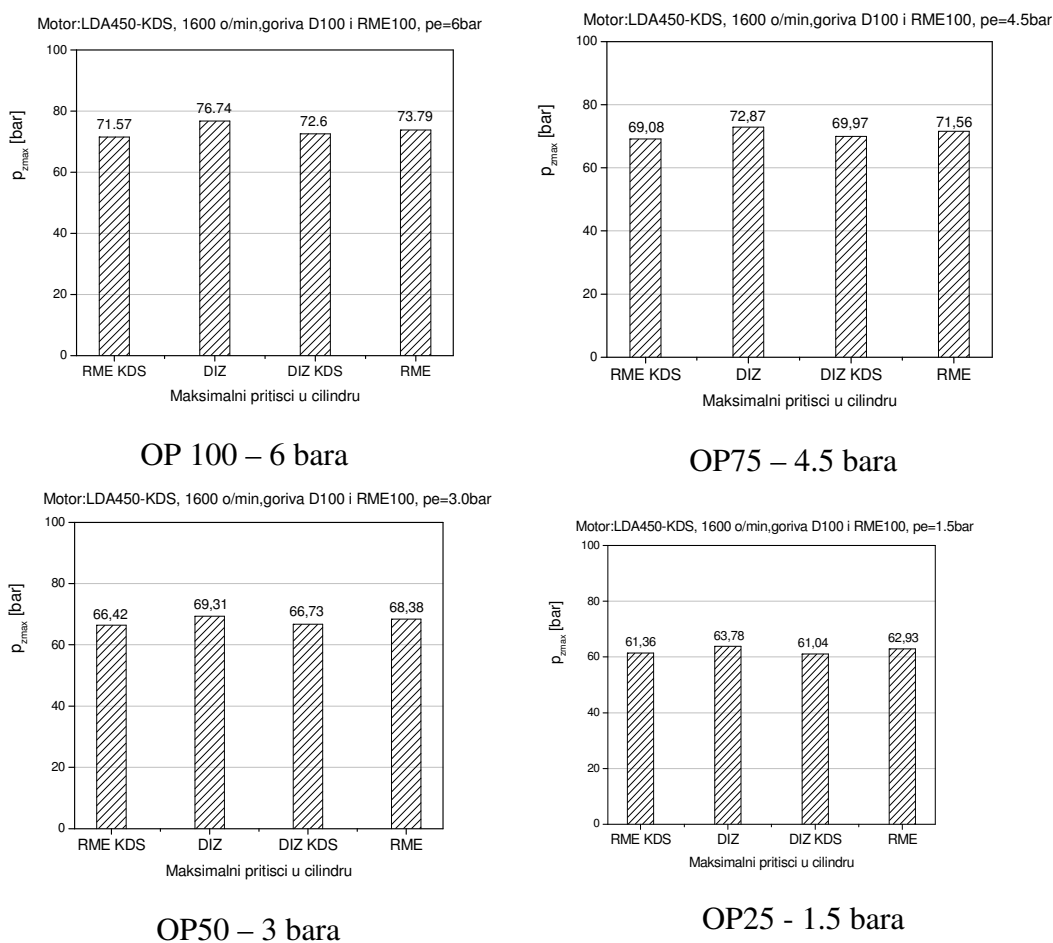 Motor:LDA450-KDS, 1600 o/min,goriva D100 i RME100, pe=6bar
100
80
60
40
20
0
p_zmax [bar]
71.57
76.74
72.6
73.79
RME KDS DIZ DIZ KDS RME
Maksimalni pritisci u cilindru
OP 100 – 6 bara
Motor:LDA450-KDS, 1600 o/min,goriva D100 i RME100, pe=4.5bar
100
80
60
40
20
0
p_zmax [bar]
69,08
72,87
69,97
71,56
RME KDS DIZ DIZ KDS RME
Maksimalni pritisci u cilindru
OP75 – 4.5 bara
Motor:LDA450-KDS, 1600 o/min,goriva D100 i RME100, pe=3.0bar
100
80
60
40
20
0
p_zmax [bar]
66,42
69,31
66,73
68,38
RME KDS DIZ DIZ KDS RME
Maksimalni pritisci u cilindru
OP50 – 3 bara
Motor:LDA450-KDS, 1600 o/min,goriva D100 i RME100, pe=1.5bar
100
80
60
40
20
0
p_zmax [bar]
61,36
63,78
61,04
62,93
RME KDS DIZ DIZ KDS RME
Maksimalni pritisci u cilindru
OP25 - 1.5 bara